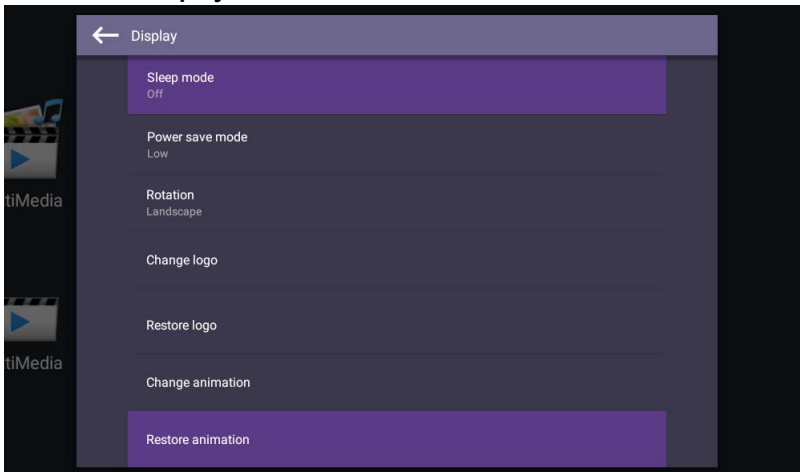 Display
Sleep mode
Off
Power save mode
Low
Rotation
Landscape
tiMedia
Change logo
Restore logo
tiMedia
Change animation
Restore animation